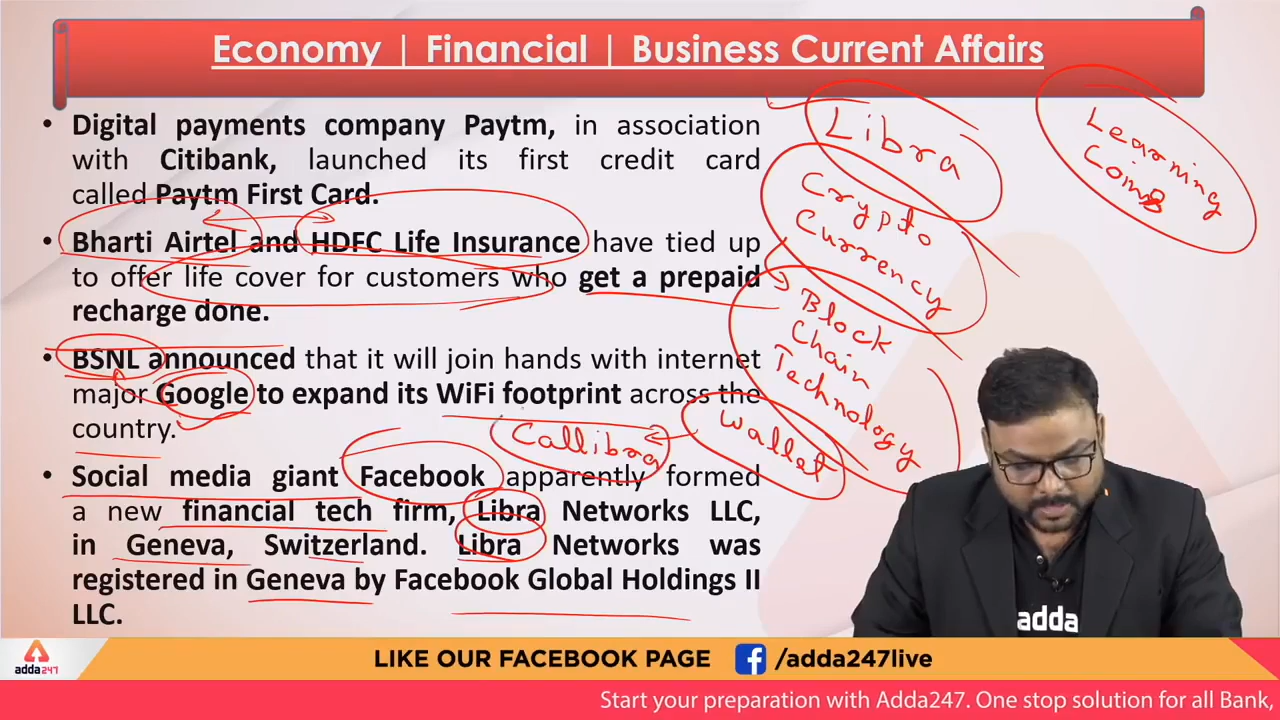 Economy | Financial | Business Current Affairs
• Digital payments company Paytm, in association
with Citibank, launched its first credit card
called Paytm First Card.
• Bharti Airtel and HDFC Life Insurance have tied up
to offer life cover for customers who get a prepaid
recharge done.
• BSNL announced that it will join hands with internet
major Google to expand its WiFi footprint across the
country.
• Social media giant Facebook apparently formed
a new financial tech firm, Libra Networks LLC,
in Geneva, Switzerland. Libra Networks was
registered in Geneva by Facebook Global Holdings II
LLC.
Libra
Crypto
Currency
Block
Chain
Technology
Wallet
Callibra
Learning
Coins
adda
adda247
LIKE OUR FACEBOOK PAGE f /adda247live
Start your preparation with Adda247. One stop solution for all Bank,